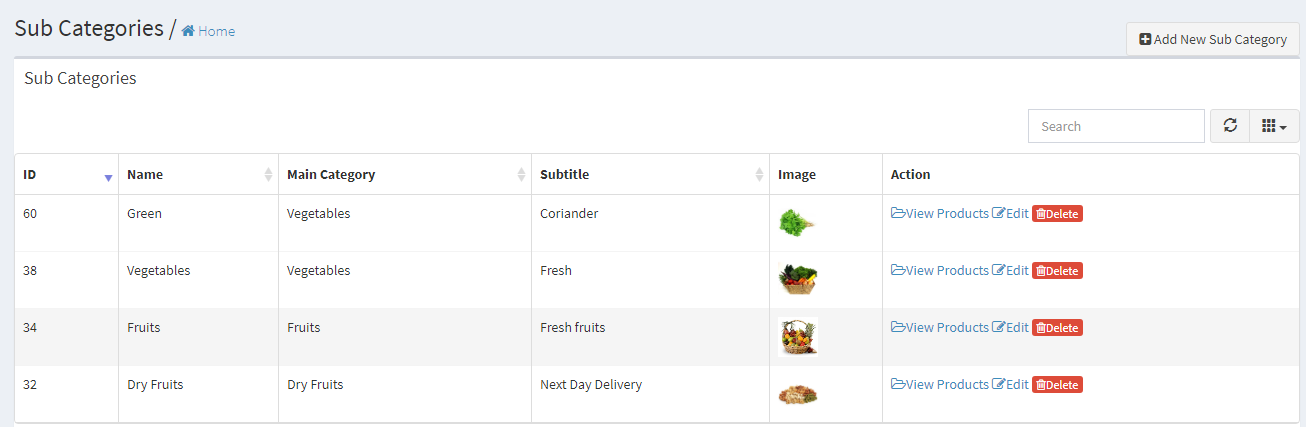 Sub Categories / Home
Add New Sub Category
Sub Categories
Search
ID Name Main Category Subtitle Image Action
60 Green Vegetables Coriander View Products Edit Delete
38 Vegetables Vegetables Fresh View Products Edit Delete
34 Fruits Fruits Fresh fruits View Products Edit Delete
32 Dry Fruits Dry Fruits Next Day Delivery View Products Edit Delete